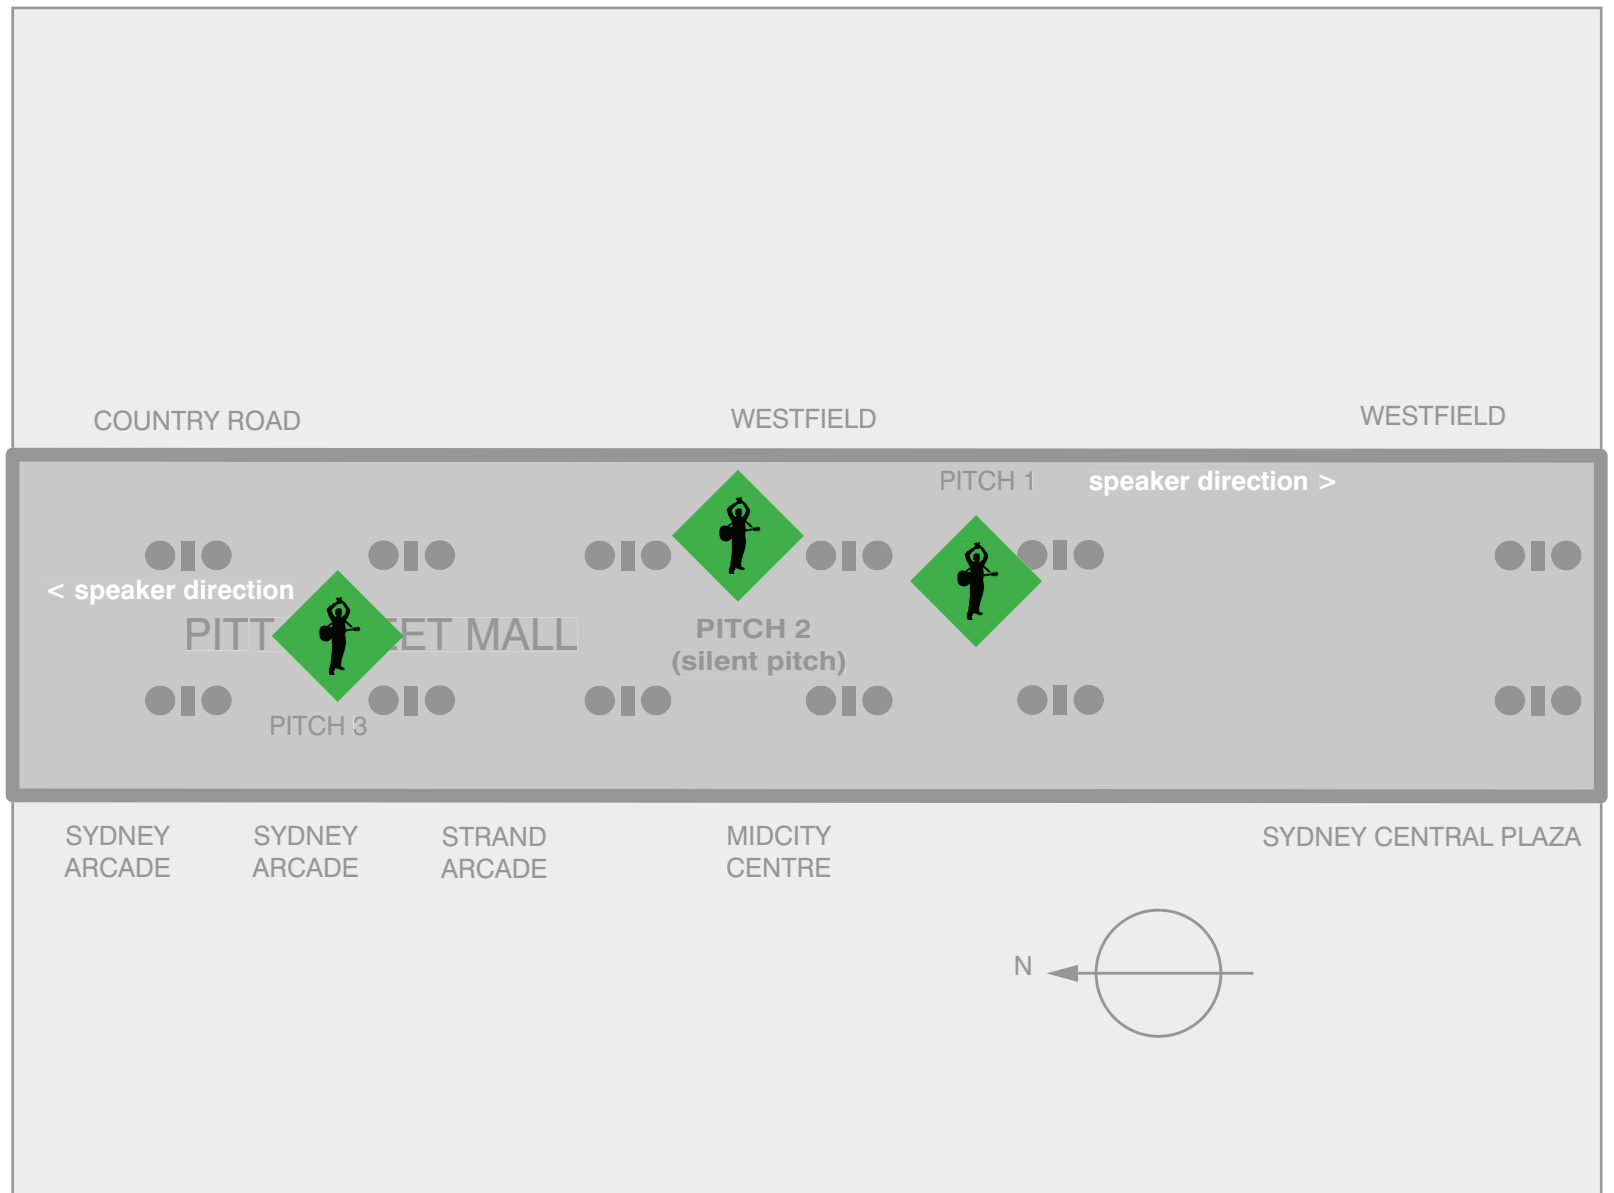 COUNTRY ROAD
WESTFIELD
WESTFIELD
PITCH 1
speaker direction >
< speaker direction
PITT EET MALL
PITCH 2
(silent pitch)
PITCH 3
SYDNEY
ARCADE
SYDNEY
ARCADE
STRAND
ARCADE
MIDCITY
CENTRE
SYDNEY CENTRAL PLAZA
N